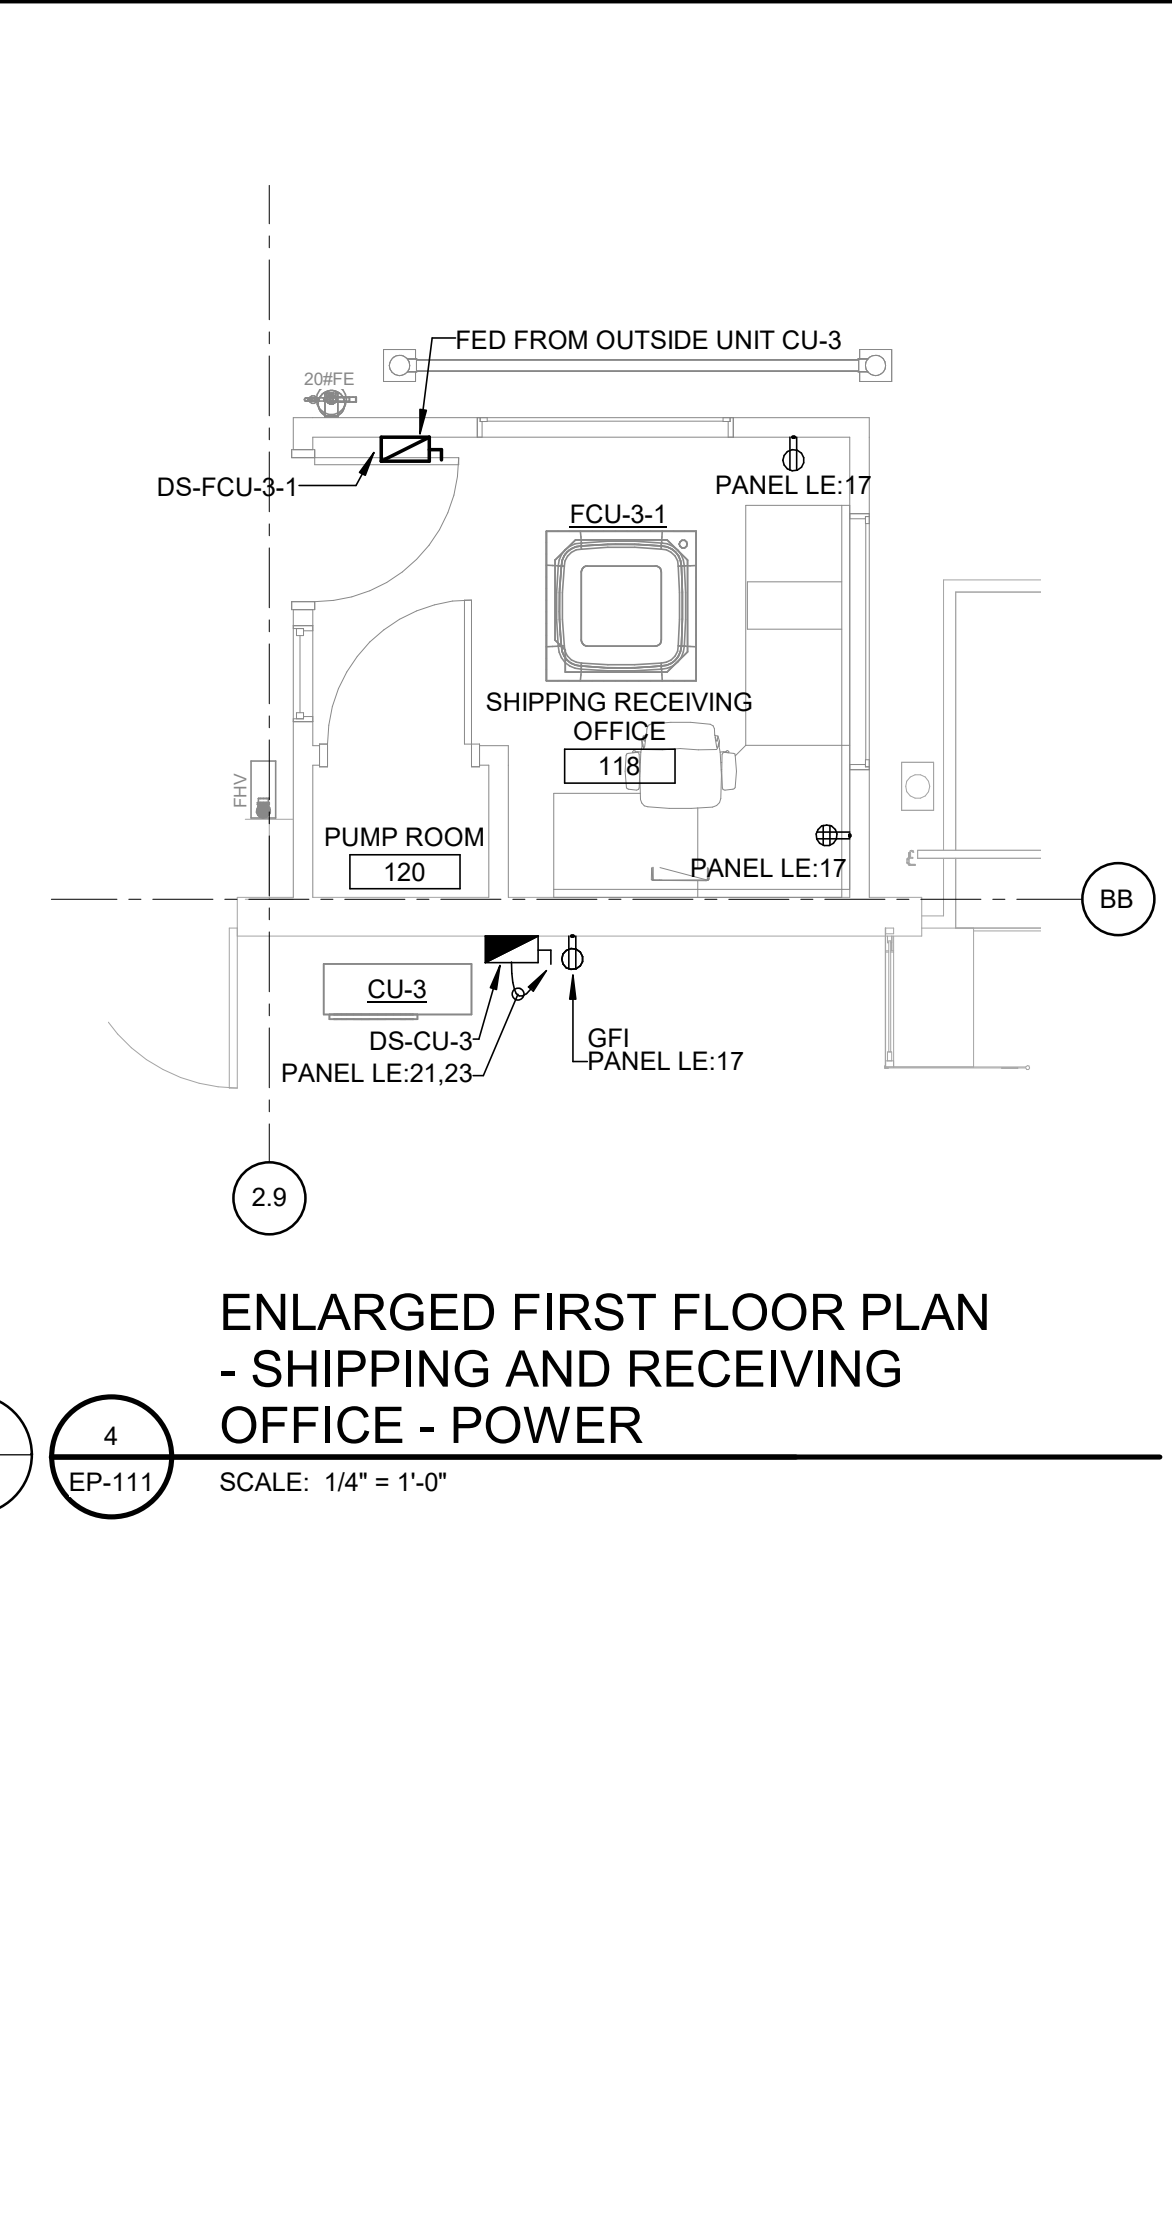 FED FROM OUTSIDE UNIT CU-3
20#FE
DS-FCU-3-1
PANEL LE:17
FCU-3-1
SHIPPING RECEIVING
OFFICE
118
FHV
PUMP ROOM
120
PANEL LE:17
BB
CU-3
DS-CU-3
PANEL LE:21,23
GFI
PANEL LE:17
2.9
ENLARGED FIRST FLOOR PLAN
- SHIPPING AND RECEIVING
OFFICE - POWER
4
EP-111
SCALE: 1/4" = 1'-0"